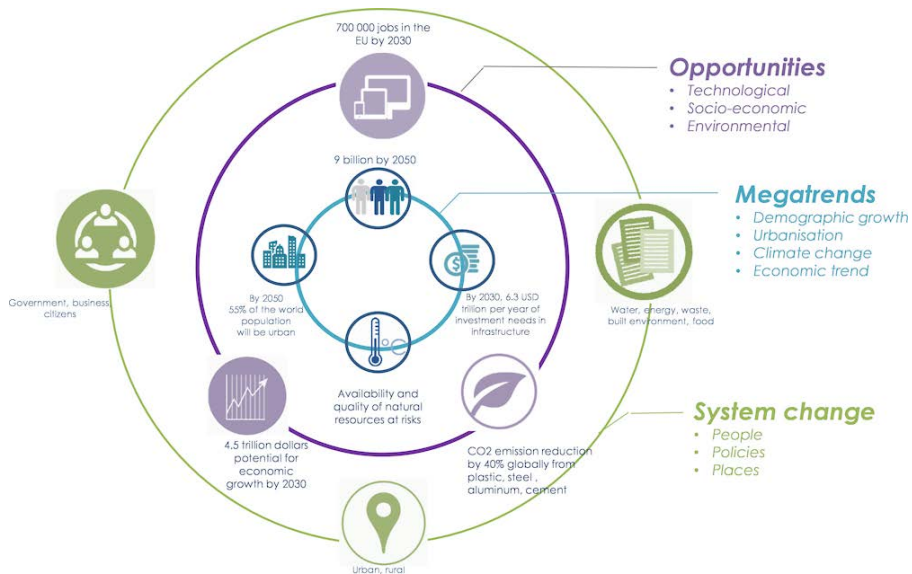 700 000 jobs in the
EU by 2030
Opportunities
• Technological
• Socio-economic
• Environmental
9 billion by 2050
Megatrends
• Demographic growth
• Urbanisation
• Climate change
• Economic trend
Government, business,
citizens
By 2050
55% of the world
population
will be urban
By 2030, 6.3 USD
trillion per year of
investment needs in
infrastructure
Water, energy, waste,
built environment, food
Availability and
quality of natural
resources at risks
4.5 trillion dollars
potential for
economic
growth by 2030
CO2 emission reduction
by 40% globally from
plastic, steel ,
aluminum, cement
System change
• People
• Policies
• Places
Urban, rural